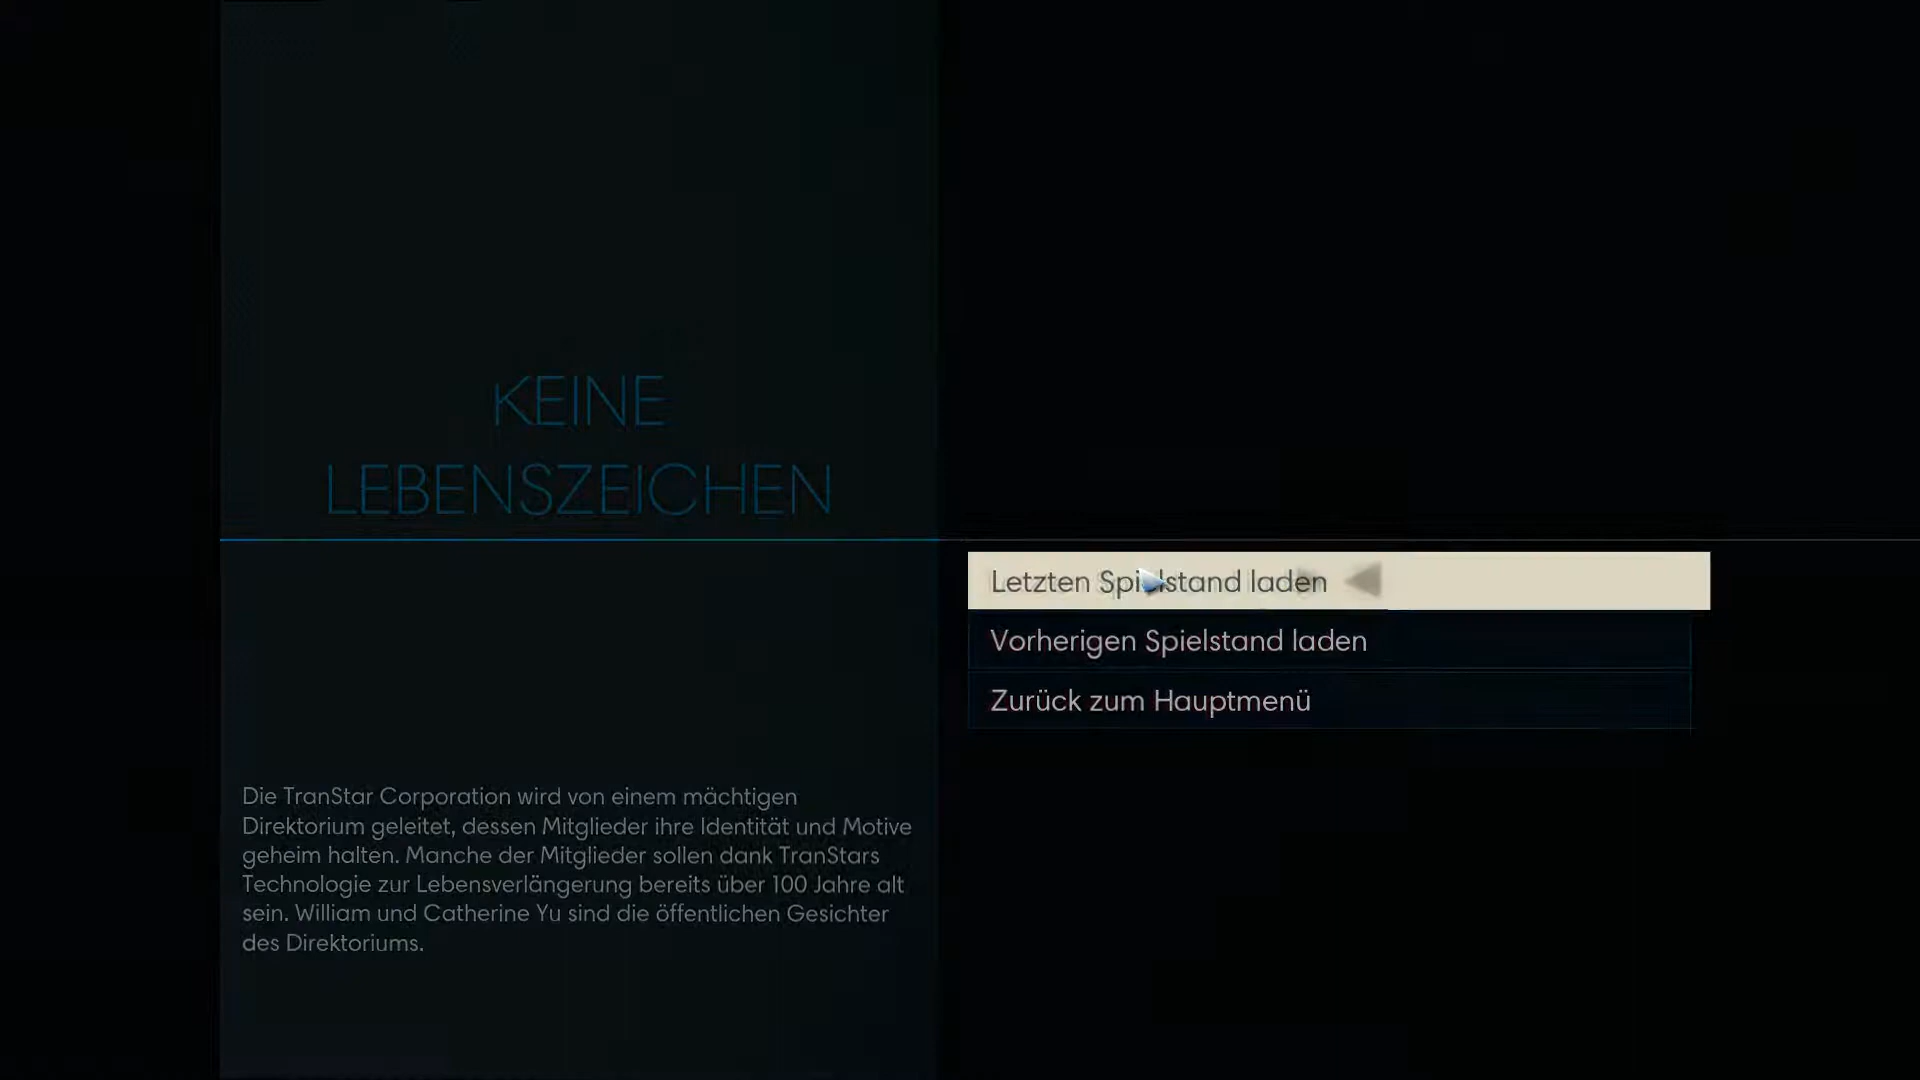 KEINE
LEBENSZEICHEN
Letzten Spielstand laden
Vorherigen Spielstand laden
Zurück zum Hauptmenü
Die TranStar Corporation wird von einem mächtigen
Direktorium geleitet, dessen Mitglieder ihre Identität und Motive
geheim halten. Manche der Mitglieder sollen dank TranStars
Technologie zur Lebensverlängerung bereits über 100 Jahre alt
sein. William und Catherine Yu sind die öffentlichen Gesichter
des Direktoriums.